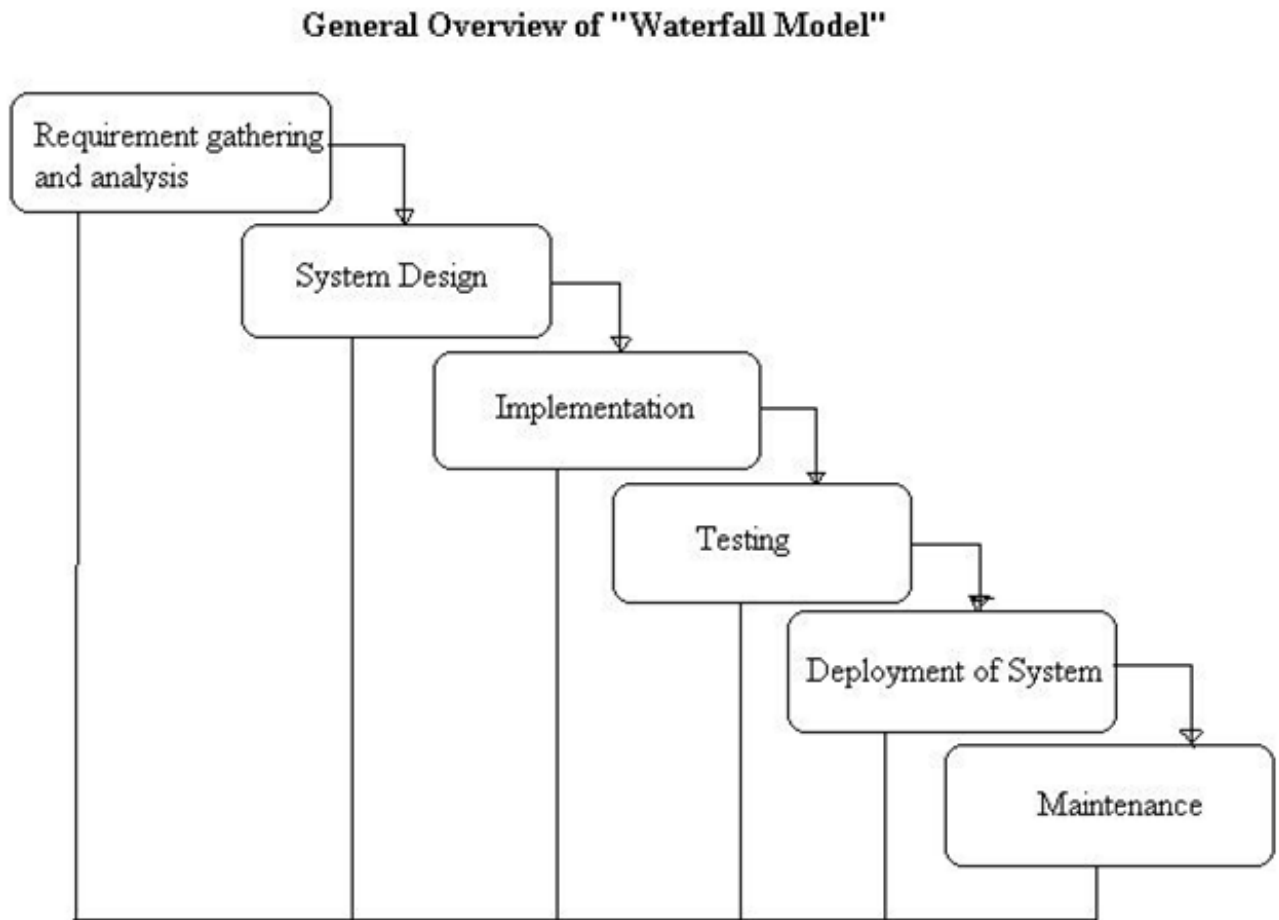 General Overview of "Waterfall Model"
Requirement gathering
and analysis
System Design
Implementation
Testing
Deployment of System
Maintenance